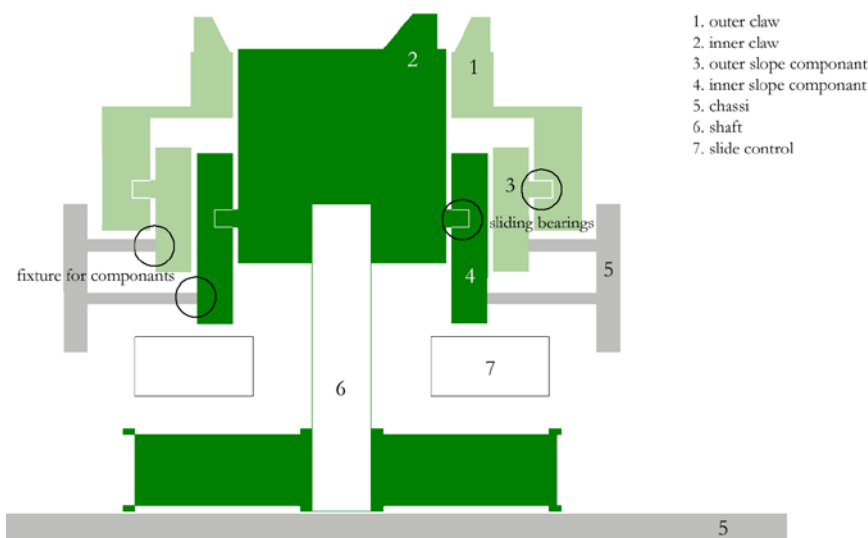 1. outer claw
2. inner claw
3. outer slope componant
4. inner slope componant
5. chassi
6. shaft
7. slide control
2
1
3
sliding bearings
fixture for componants
4
5
7
6
5